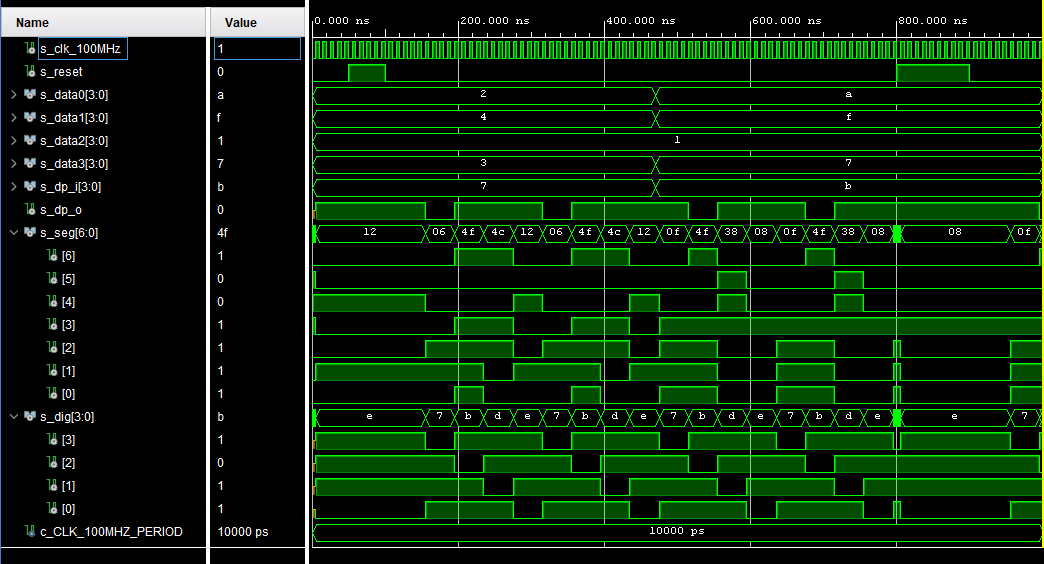 Name Value 0.000 ns 200.000 ns 400.000 ns 600.000 ns 800.000 ns
s_clk_100MHz 1
s_reset 0
s_data0[3:0] a 2 a
s_data1[3:0] f 4 f
s_data2[3:0] 1 1
s_data3[3:0] 7 3 7
s_dp_i[3:0] b 7 b
s_dp_o 0
s_seg[6:0] 4f 12 06 4f 4c 12 06 4f 4c 12 0f 4f 38 08 0f 4f 38 08 08 0f
[6] 1
[5] 0
[4] 0
[3] 1
[2] 1
[1] 1
[0] 1
s_dig[3:0] b e 7 b d e 7 b d e 7 b d e 7 b d e e 7
[3] 1
[2] 0
[1] 1
[0] 1
c_CLK_100MHZ_PERIOD 10000 ps 10000 ps